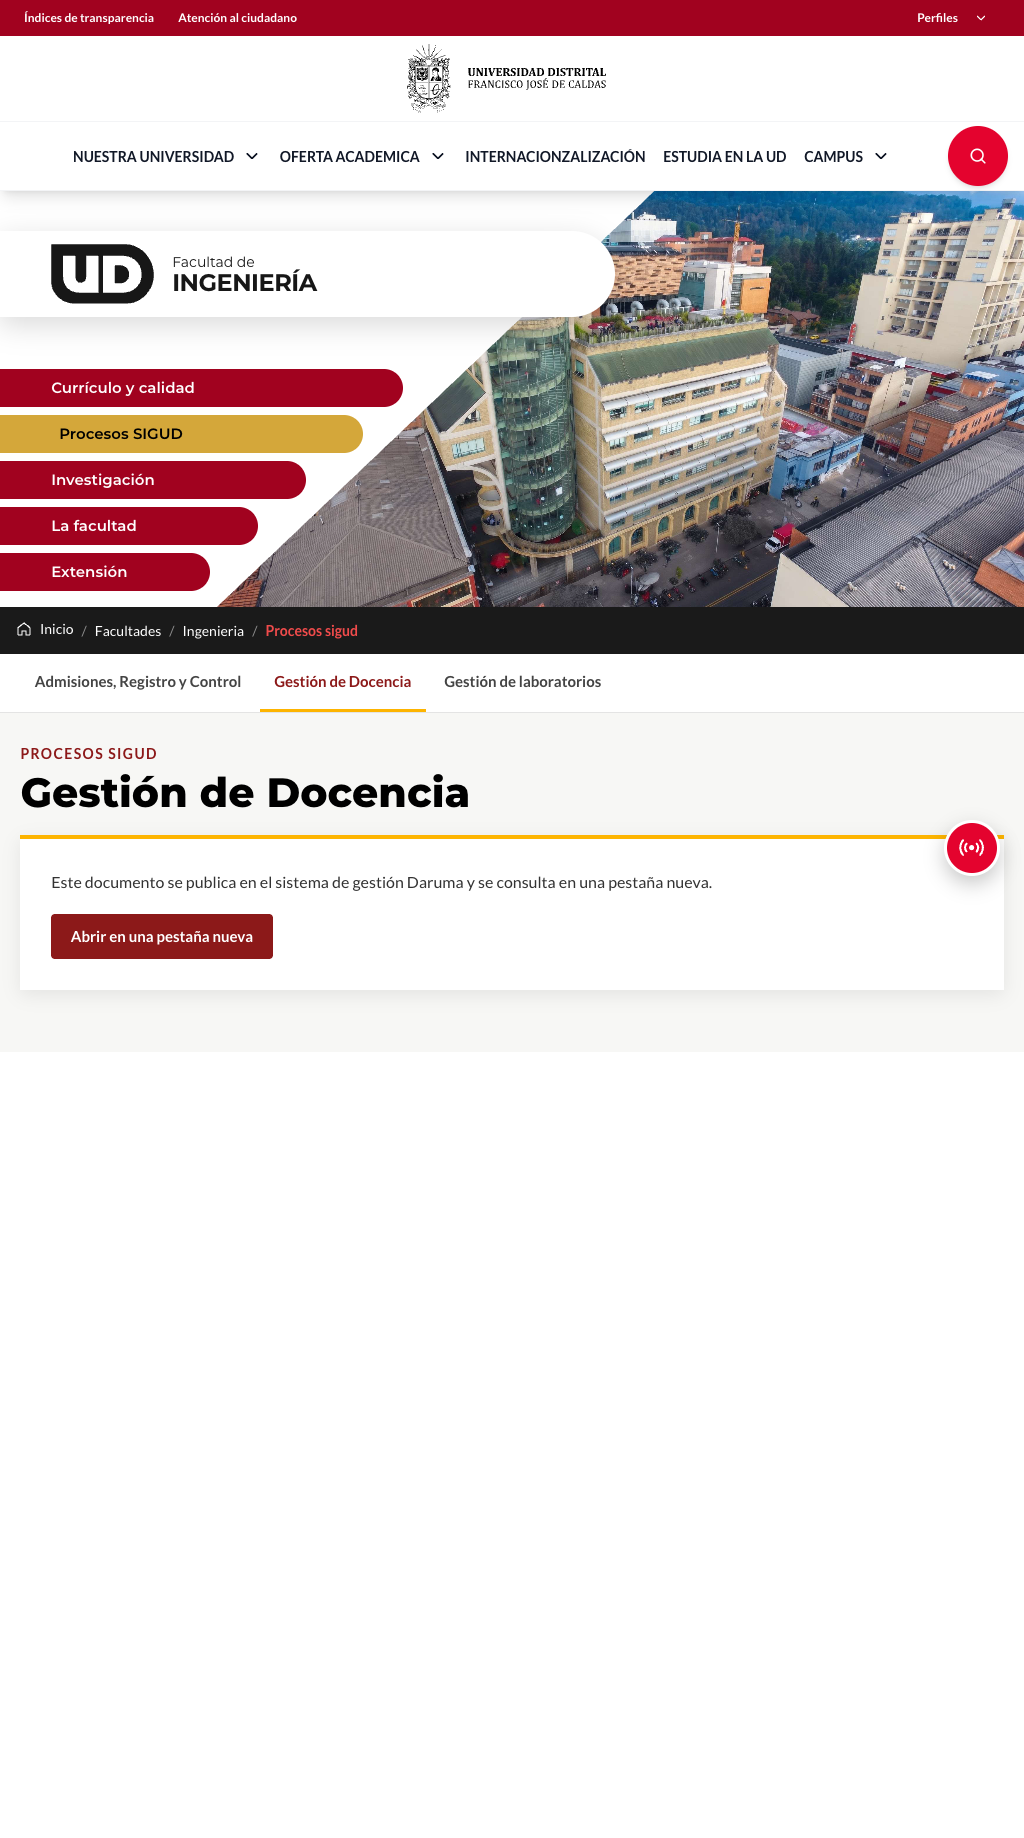 Índices de transparencia
Atención al ciudadano
Perfiles
UNIVERSIDAD DISTRITAL
FRANCISCO JOSÉ DE CALDAS
NUESTRA UNIVERSIDAD
OFERTA ACADEMICA
INTERNACIONZALIZACIÓN
ESTUDIA EN LA UD
CAMPUS
UD
Facultad de
INGENIERÍA
Currículo y calidad
Procesos SIGUD
Investigación
La facultad
Extensión
Inicio / Facultades / Ingenieria / Procesos sigud
Admisiones, Registro y Control
Gestión de Docencia
Gestión de laboratorios
PROCESOS SIGUD
Gestión de Docencia
Este documento se publica en el sistema de gestión Daruma y se consulta en una pestaña nueva.
Abrir en una pestaña nueva